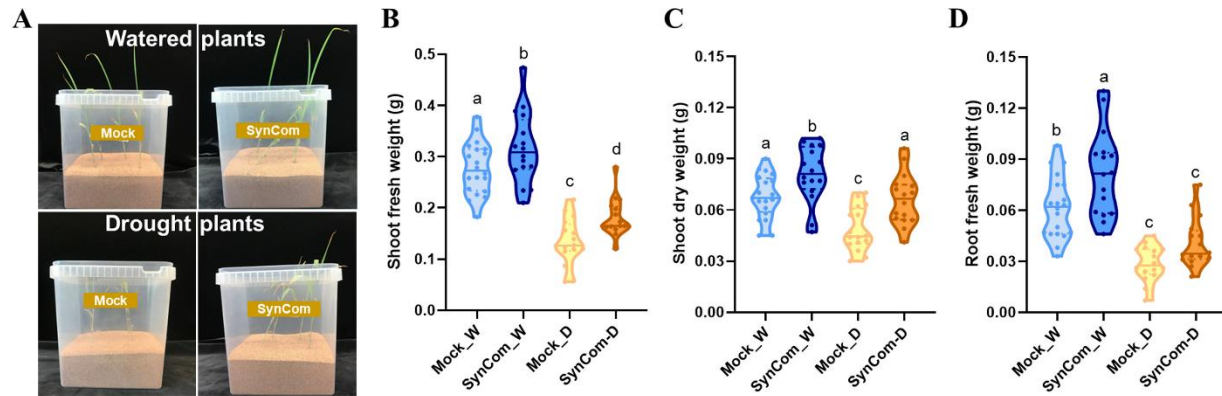 A
Watered plants
Mock
SynCom
Drought plants
Mock
SynCom
B
Shoot fresh weight (g)
0.5
0.4
0.3
0.2
0.1
0.0
a
b
c
d
Mock_W
SynCom_W
Mock_D
SynCom-D
C
Shoot dry weight (g)
0.15
0.12
0.09
0.06
0.03
0.00
a
b
c
a
Mock_W
SynCom_W
Mock_D
SynCom-D
D
Root fresh weight (g)
0.15
0.12
0.09
0.06
0.03
0.00
b
a
c
c
Mock_W
SynCom_W
Mock_D
SynCom-D